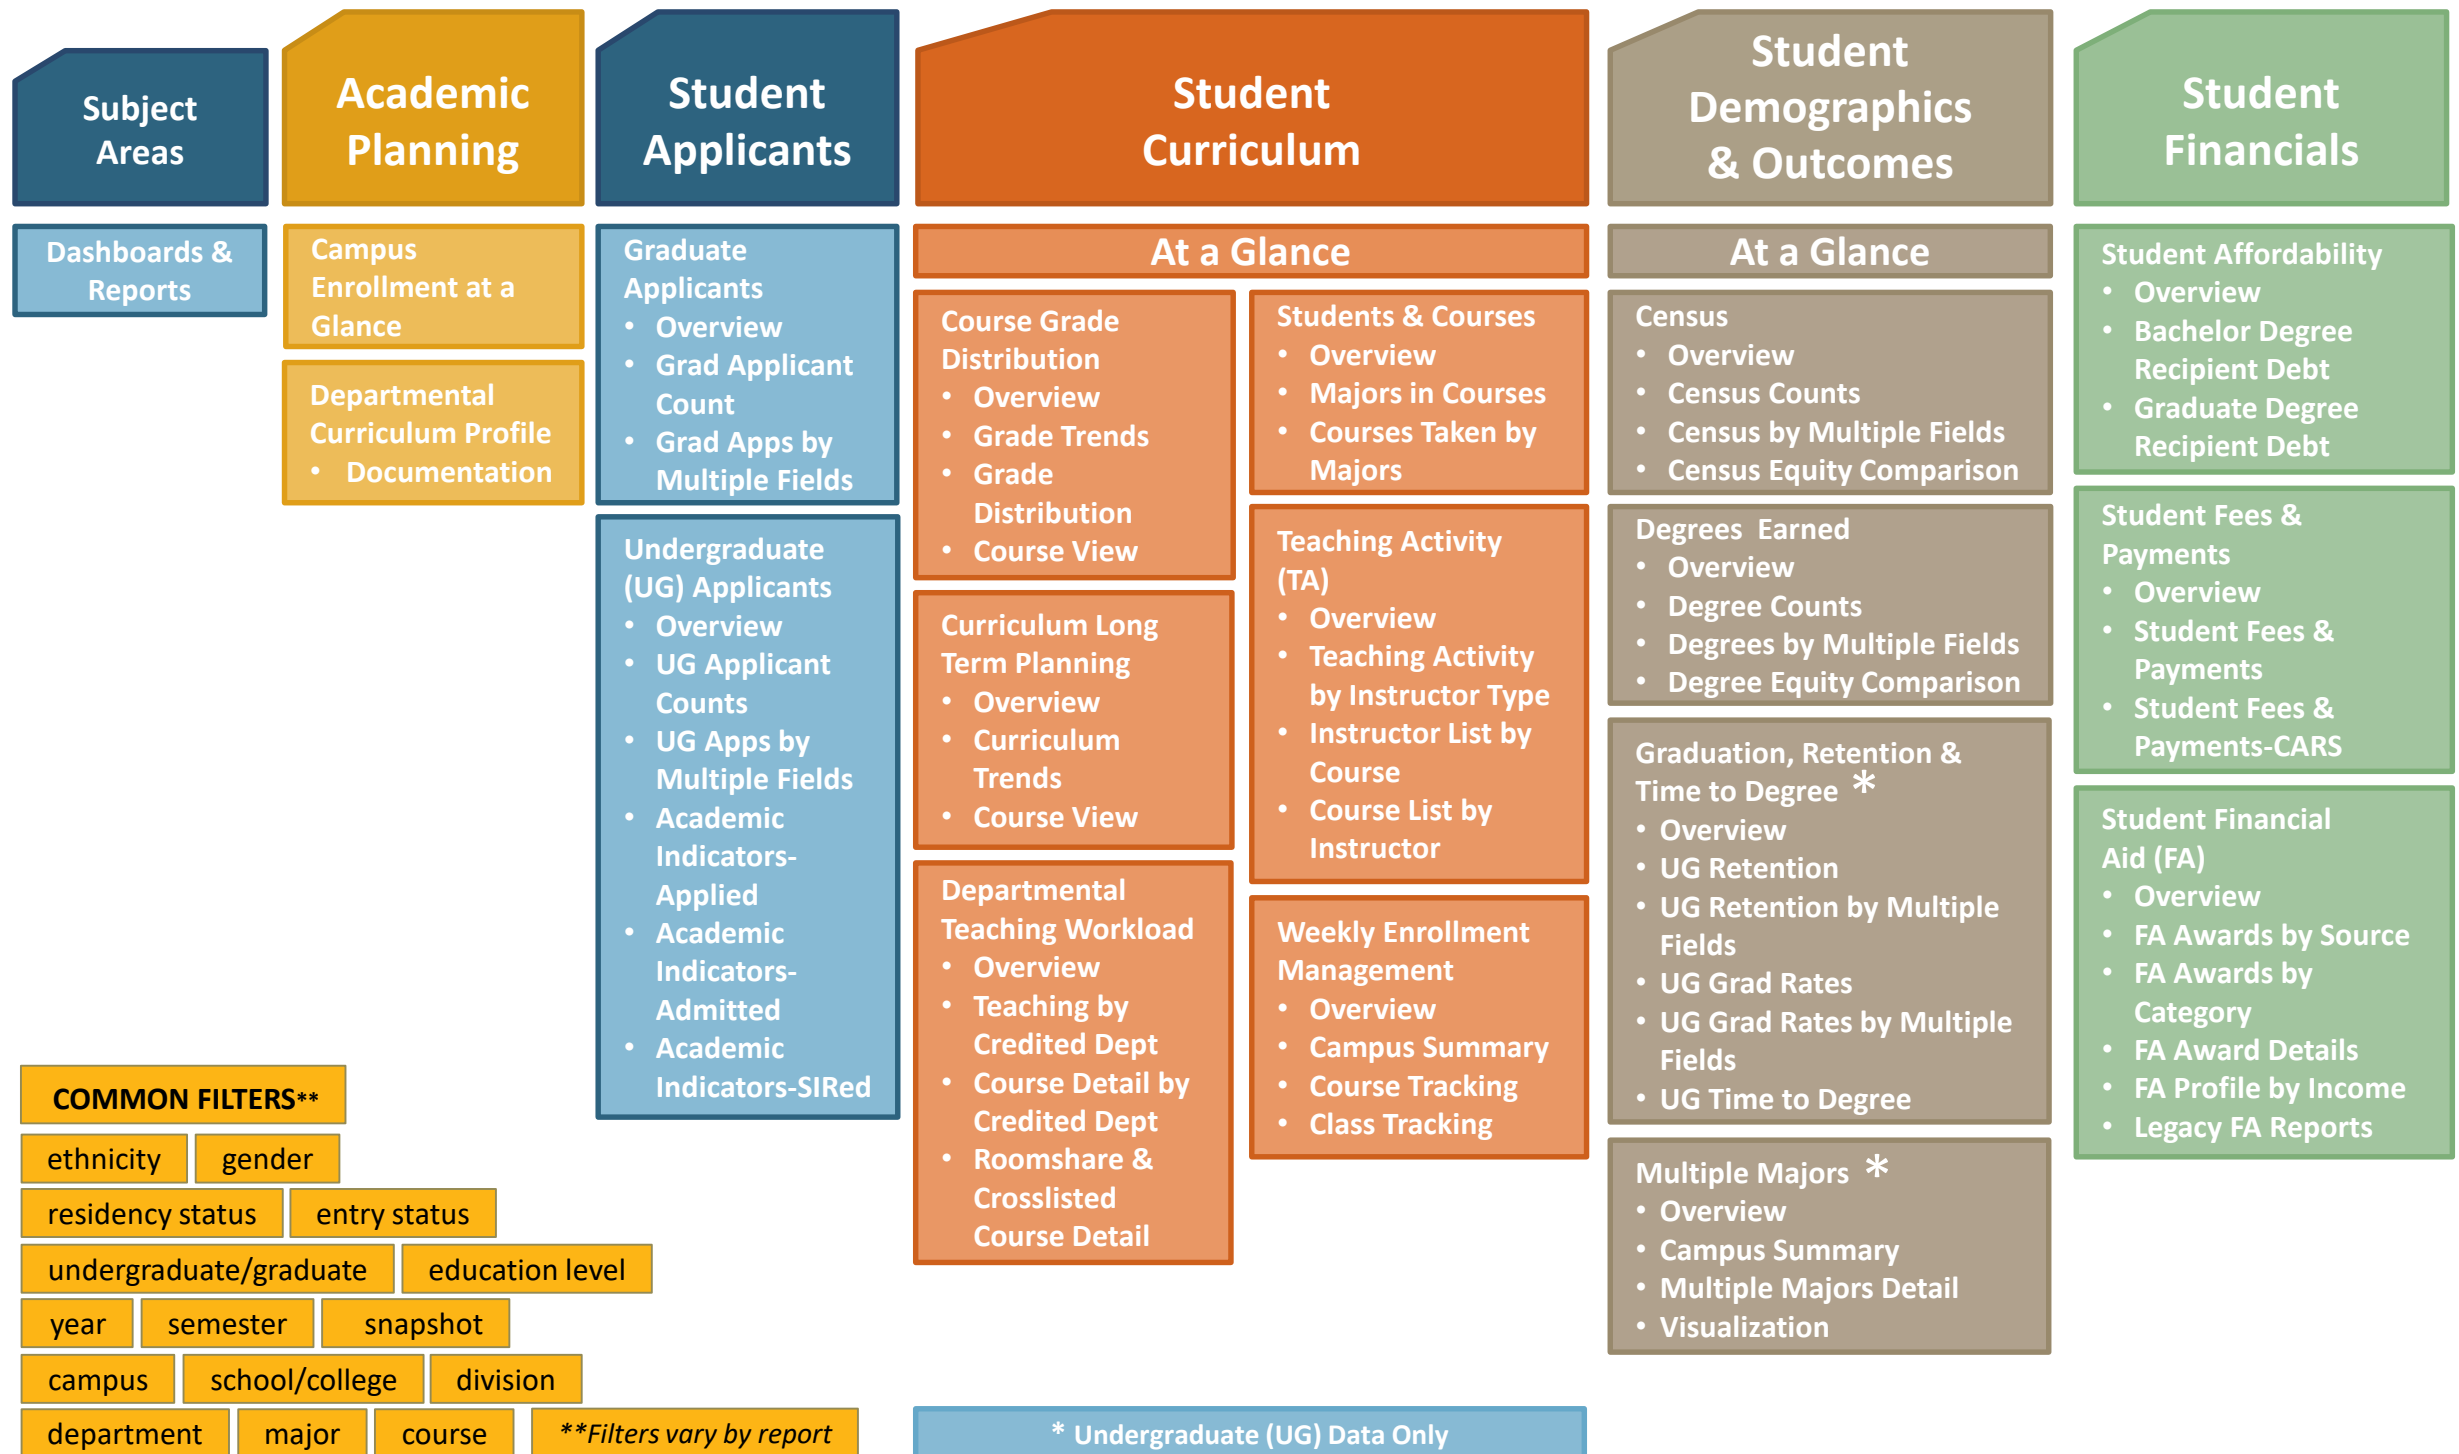 Subject
Areas
Dashboards &
Reports
Academic
Planning
Campus
Enrollment at a
Glance
Departmental
Curriculum Profile
• Documentation
Student
Applicants
Graduate
Applicants
• Overview
• Grad Applicant
Count
• Grad Apps by
Multiple Fields
Undergraduate
(UG) Applicants
• Overview
• UG Applicant
Counts
• UG Apps by
Multiple Fields
• Academic
Indicators-
Applied
• Academic
Indicators-
Admitted
• Academic
Indicators-SIRed
Student
Curriculum
At a Glance
Course Grade
Distribution
• Overview
• Grade Trends
• Grade
Distribution
• Course View
Curriculum Long
Term Planning
• Overview
• Curriculum
Trends
• Course View
Departmental
Teaching Workload
• Overview
• Teaching by
Credited Dept
• Course Detail by
Credited Dept
• Roomshare &
Crosslisted
Course Detail
Students & Courses
• Overview
• Majors in Courses
• Courses Taken by
Majors
Teaching Activity
(TA)
• Overview
• Teaching Activity
by Instructor Type
• Instructor List by
Course
• Course List by
Instructor
Weekly Enrollment
Management
• Overview
• Campus Summary
• Course Tracking
• Class Tracking
Student
Demographics
& Outcomes
At a Glance
Census
• Overview
• Census Counts
• Census by Multiple Fields
• Census Equity Comparison
Degrees Earned
• Overview
• Degree Counts
• Degrees by Multiple Fields
• Degree Equity Comparison
Graduation, Retention &
Time to Degree *
• Overview
• UG Retention
• UG Retention by Multiple
Fields
• UG Grad Rates
• UG Grad Rates by Multiple
Fields
• UG Time to Degree
Multiple Majors *
• Overview
• Campus Summary
• Multiple Majors Detail
• Visualization
Student
Financials
Student Affordability
• Overview
• Bachelor Degree
Recipient Debt
• Graduate Degree
Recipient Debt
Student Fees &
Payments
• Overview
• Student Fees &
Payments
• Student Fees &
Payments-CARS
Student Financial
Aid (FA)
• Overview
• FA Awards by Source
• FA Awards by
Category
• FA Award Details
• FA Profile by Income
• Legacy FA Reports
COMMON FILTERS**
ethnicity gender
residency status entry status
undergraduate/graduate education level
year semester snapshot
campus school/college division
department major course **Filters vary by report
* Undergraduate (UG) Data Only